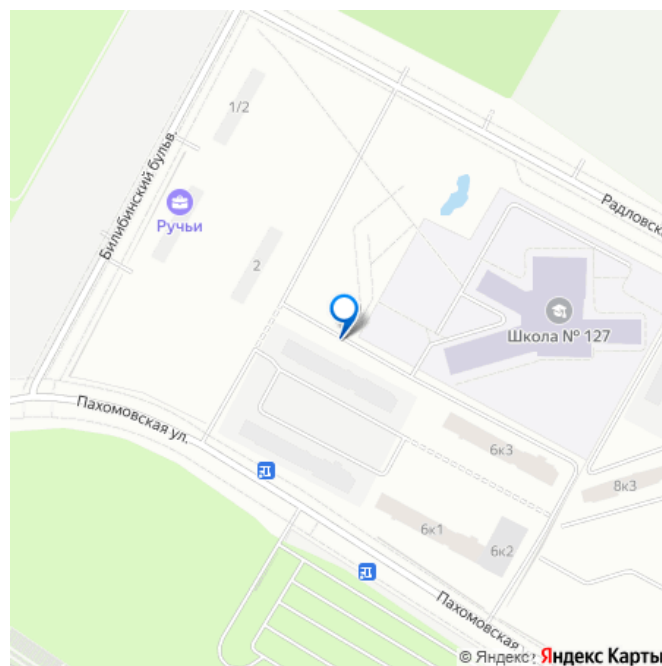 1/2
Билибинский бульв.
Радловска
Ручьи
2
Школа № 127
Пахомовская ул.
6к3
8к3
6к1
6к2
Пахомовская
© Яндекс
Яндекс Карты